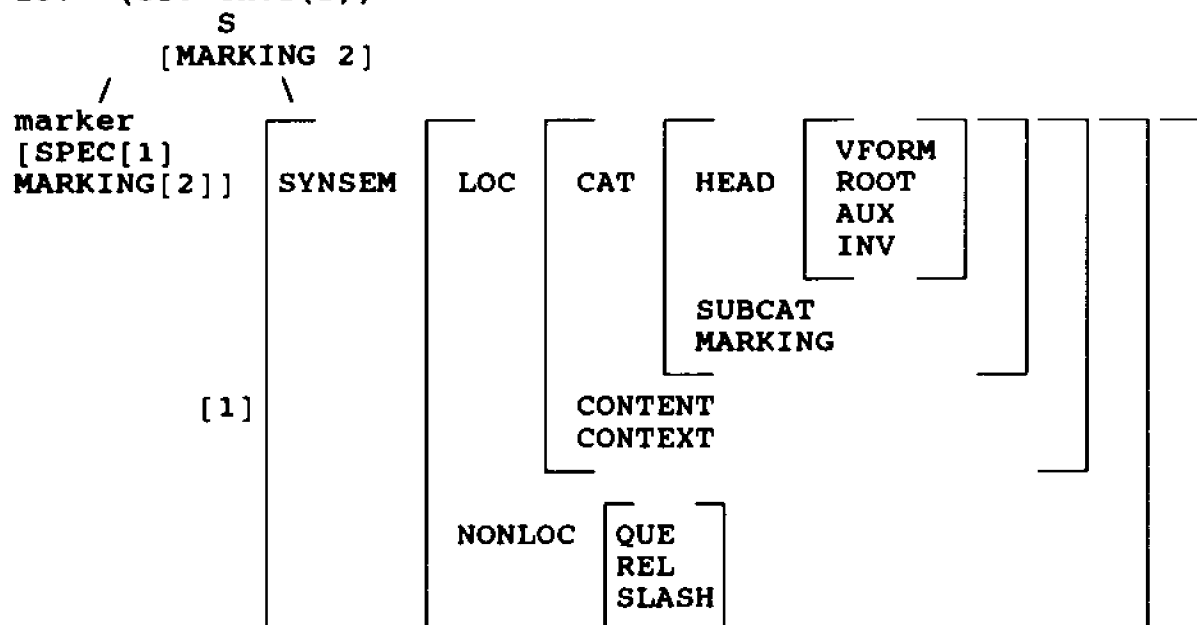 S
[MARKING 2]
/ \
marker
[SPEC[1]
MARKING[2]] SYNSEM LOC CAT HEAD VFORM
ROOT
AUX
INV
SUBCAT
MARKING
[1] CONTENT
CONTEXT
NONLOC QUE
REL
SLASH